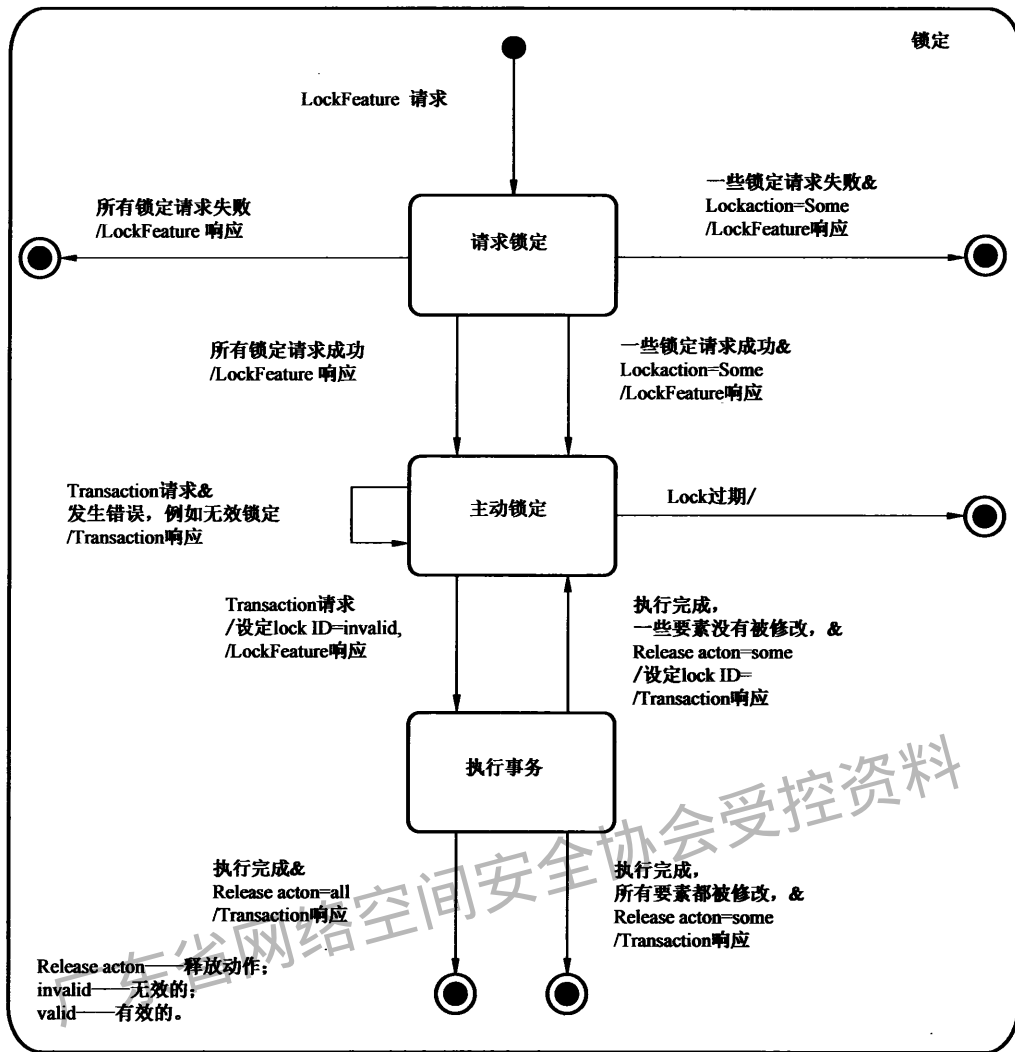 锁定
LockFeature 请求
所有锁定请求失败
/LockFeature 响应
请求锁定
一些锁定请求失败&
Lockaction=Some
/LockFeature响应
所有锁定请求成功
/LockFeature 响应
一些锁定请求成功&
Lockaction=Some
/LockFeature响应
Transaction请求&
发生错误，例如无效锁定
/Transaction响应
主动锁定
Lock过期/
Transaction请求
/设定lock ID=invalid,
/LockFeature响应
执行完成，
一些要素没有被修改，&
Release acton=some
/设定lock ID=
/Transaction响应
执行事务
执行完成&
Release acton=all
/Transaction响应
执行完成，
所有要素都被修改，&
Release acton=some
/Transaction响应
Release acton——释放动作；
invalid——无效的；
valid——有效的。
广东省网络空间安全协会受控资料